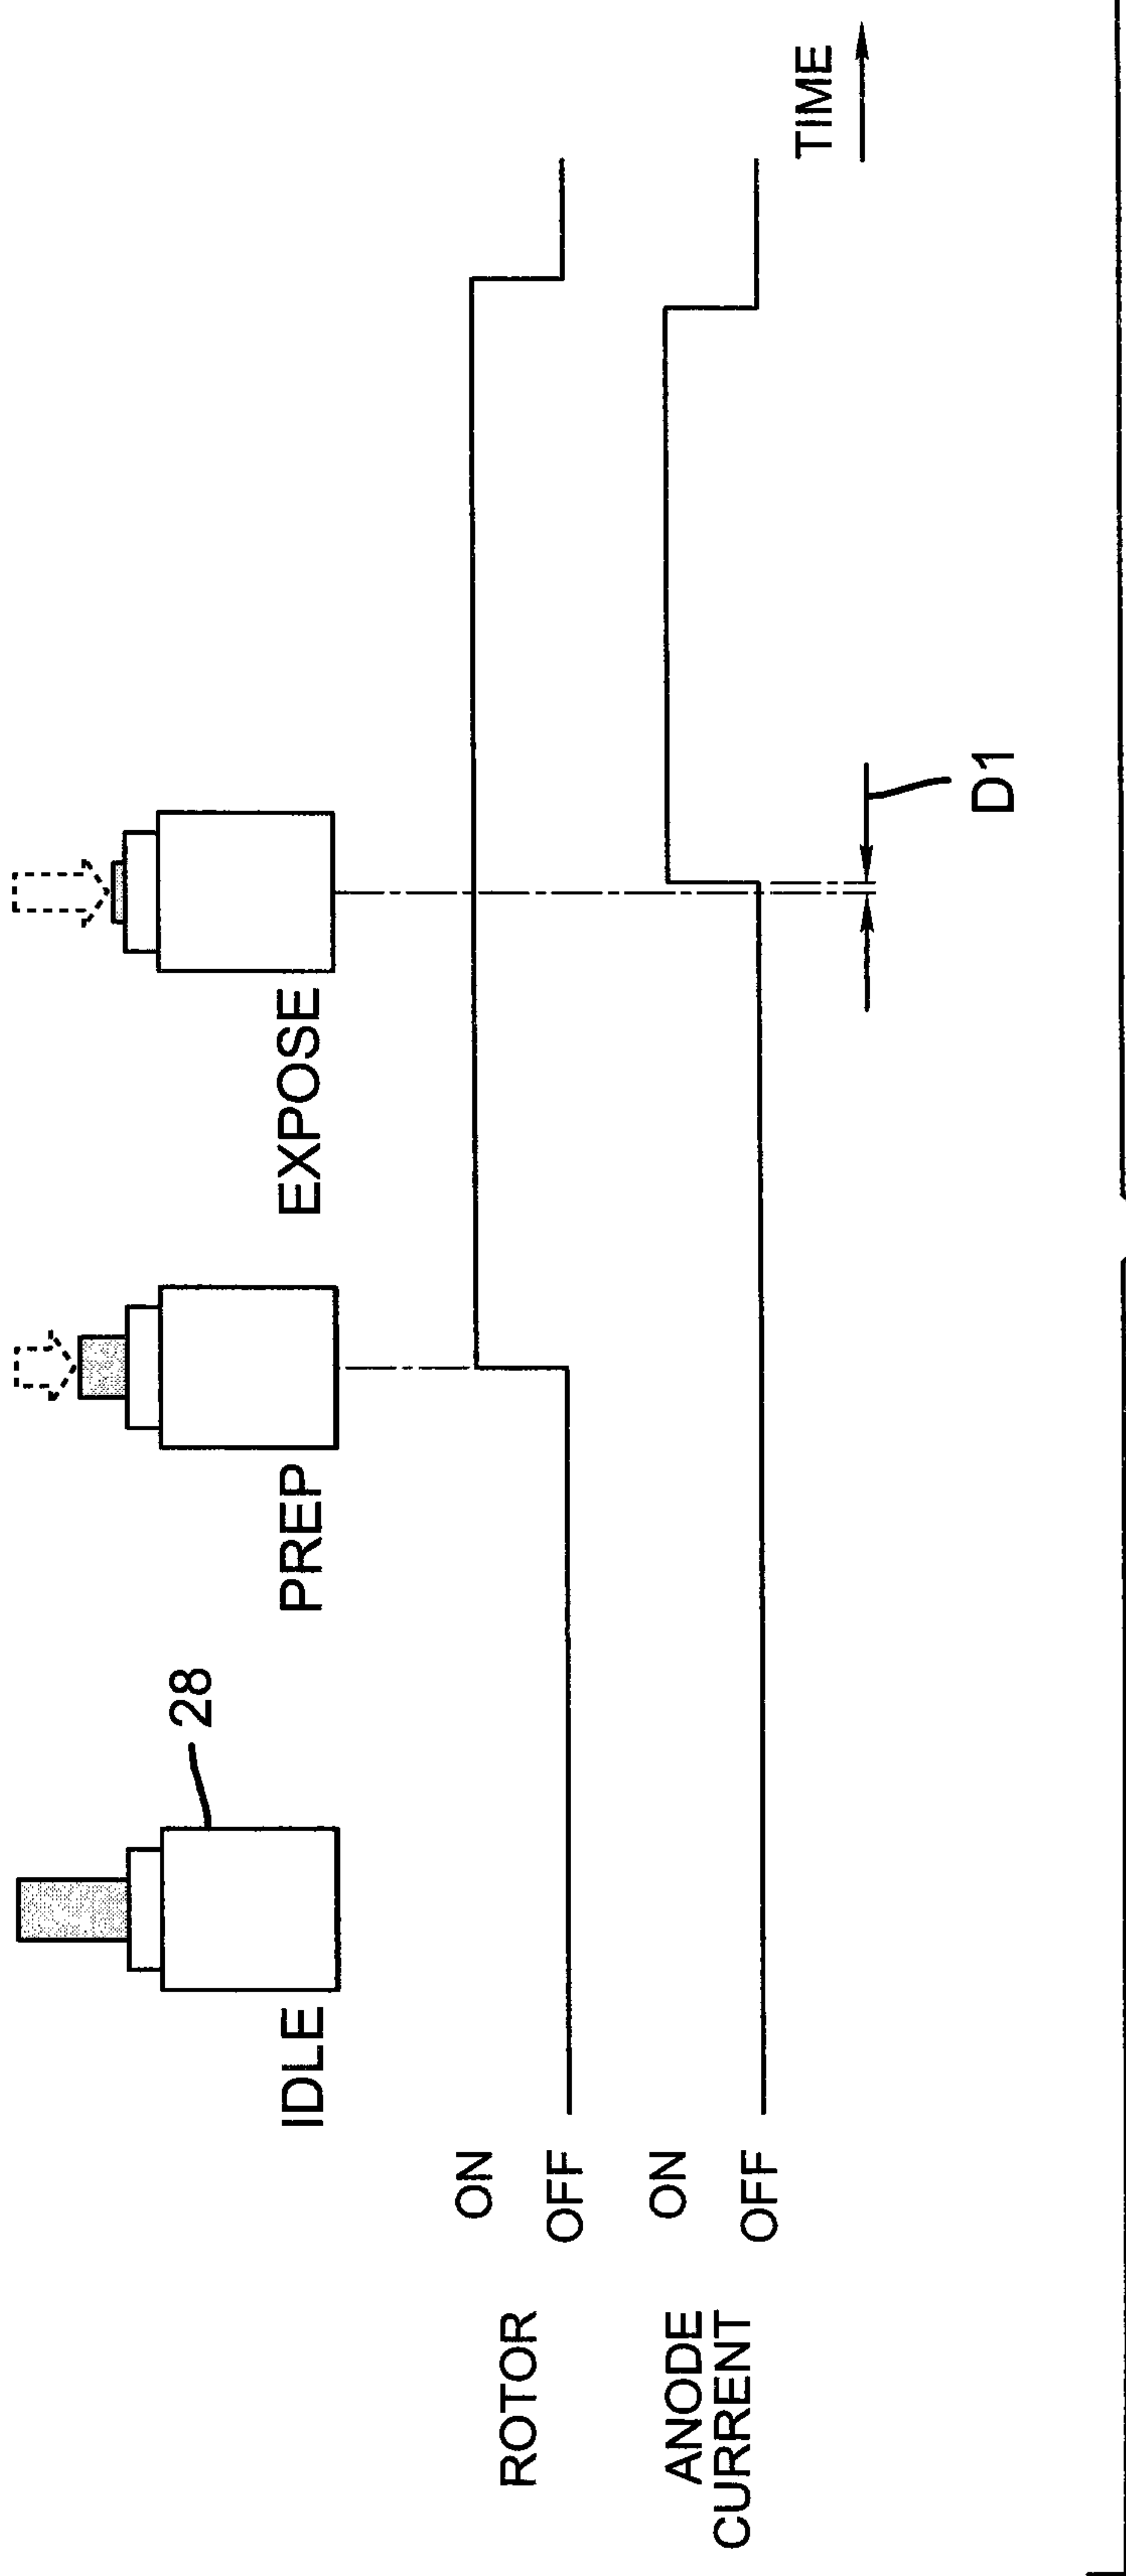 28
IDLE
PREP
EXPOSE
ROTOR
ON
OFF
ANODE
CURRENT
ON
OFF
D1
TIME